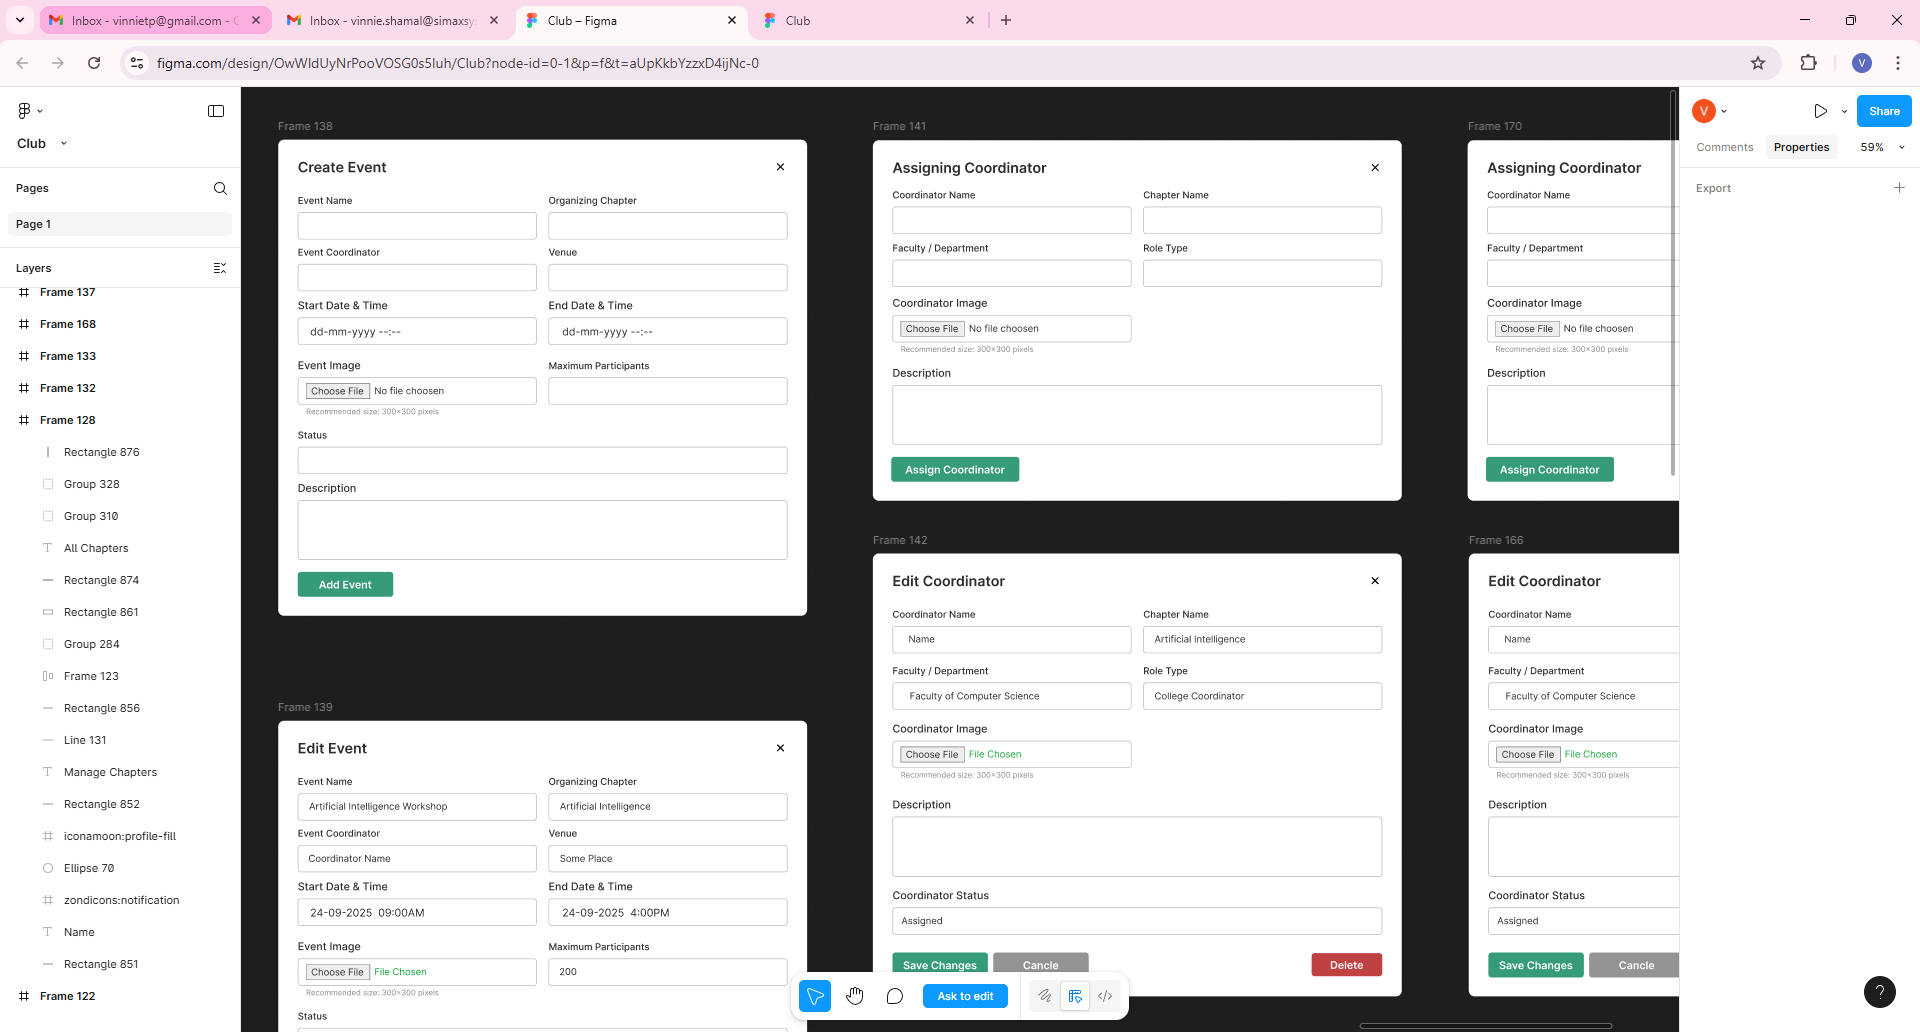 Inbox - vinnietp@gmail.com -
Inbox - vinnie.shamal@simaxsy
Club – Figma
Club
figma.com/design/OwWIdUyNrPooVOSG0s5Iuh/Club?node-id=0-1&p=f&t=aUpKkbYzzxD4ijNc-0
V
Club
Pages
Page 1
Layers
Frame 137
Frame 168
Frame 133
Frame 132
Frame 128
Rectangle 876
Group 328
Group 310
All Chapters
Rectangle 874
Rectangle 861
Group 284
Frame 123
Rectangle 856
Line 131
Manage Chapters
Rectangle 852
iconamoon:profile-fill
Ellipse 70
zondicons:notification
Name
Rectangle 851
Frame 122
Frame 138
Create Event
Event Name
Organizing Chapter
Event Coordinator
Venue
Start Date & Time
End Date & Time
dd-mm-yyyy --:--
dd-mm-yyyy --:--
Event Image
Maximum Participants
Choose File
No file choosen
Recommended size: 300×300 pixels
Status
Description
Add Event
Frame 139
Edit Event
Event Name
Organizing Chapter
Artificial Intelligence Workshop
Artificial Intelligence
Event Coordinator
Venue
Coordinator Name
Some Place
Start Date & Time
End Date & Time
24-09-2025 09:00AM
24-09-2025 4:00PM
Event Image
Maximum Participants
Choose File
File Chosen
200
Recommended size: 300×300 pixels
Status
Frame 141
Assigning Coordinator
Coordinator Name
Chapter Name
Faculty / Department
Role Type
Coordinator Image
Choose File
No file choosen
Recommended size: 300×300 pixels
Description
Assign Coordinator
Frame 142
Edit Coordinator
Coordinator Name
Chapter Name
Name
Artificial Intelligence
Faculty / Department
Role Type
Faculty of Computer Science
College Coordinator
Coordinator Image
Choose File
File Chosen
Recommended size: 300×300 pixels
Description
Coordinator Status
Assigned
Save Changes
Cancle
Delete
Frame 170
Assigning Coordinator
Coordinator Name
Faculty / Department
Coordinator Image
Choose File
No file choosen
Recommended size: 300×300 pixels
Description
Assign Coordinator
Frame 166
Edit Coordinator
Coordinator Name
Name
Faculty / Department
Faculty of Computer Science
Coordinator Image
Choose File
File Chosen
Recommended size: 300×300 pixels
Description
Coordinator Status
Assigned
Save Changes
Cancle
Ask to edit
V
Share
Comments
Properties
59%
Export
?